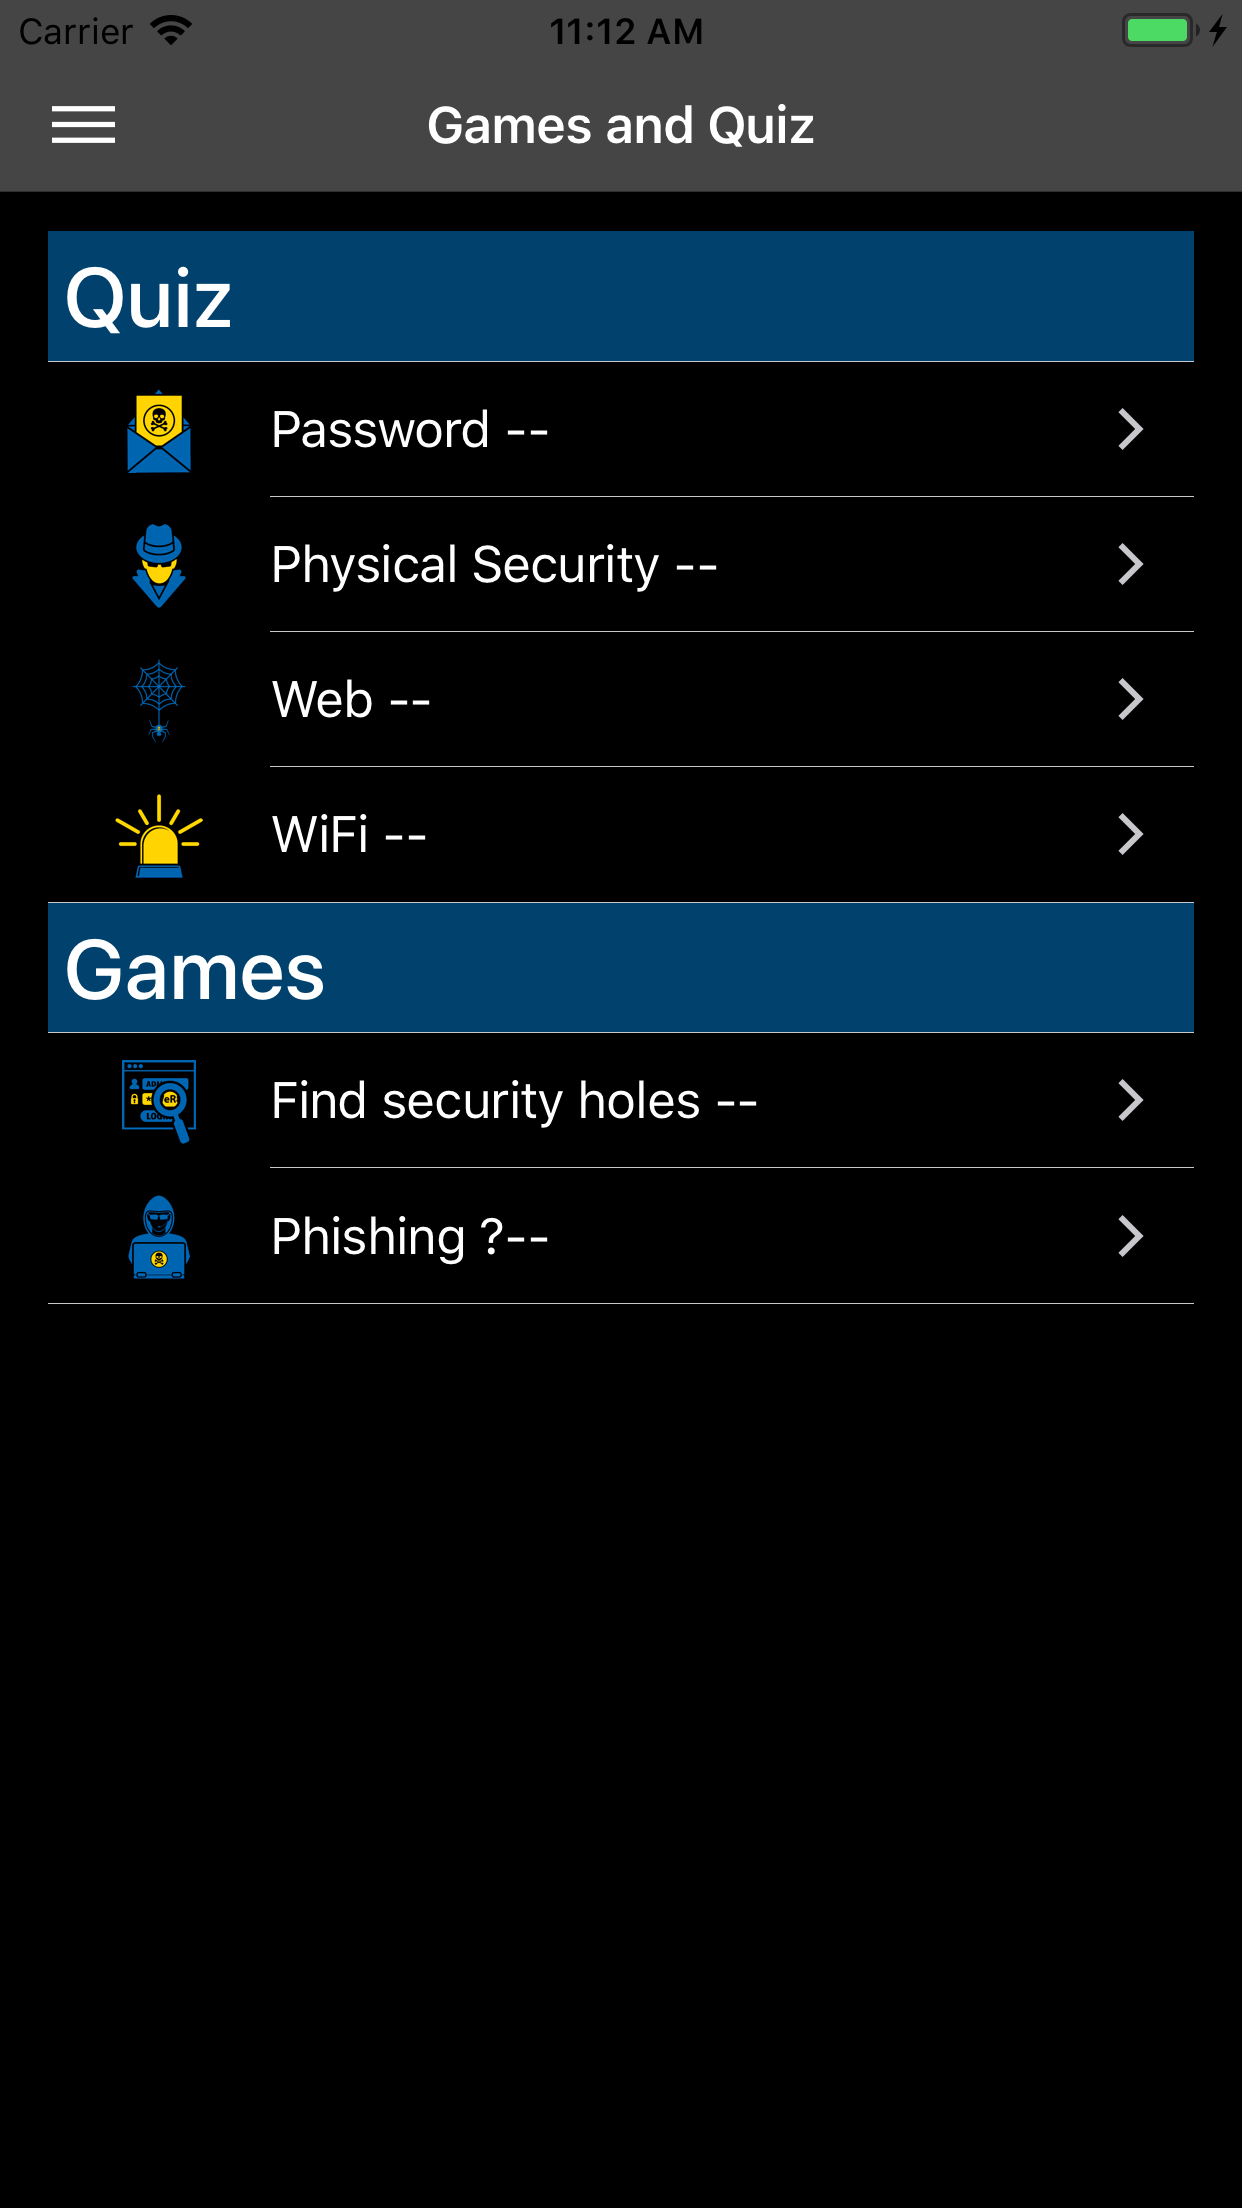 Carrier 11:12 AM
Games and Quiz
Quiz
Password --
Physical Security --
Web --
WiFi --
Games
Find security holes --
Phishing ?--